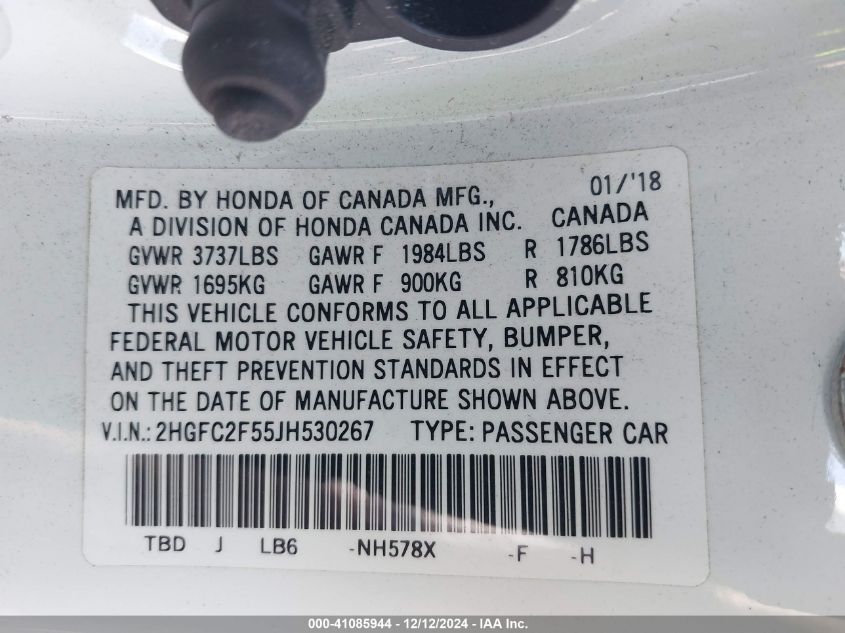 MFD. BY HONDA OF CANADA MFG., 01/'18
A DIVISION OF HONDA CANADA INC. CANADA
GVWR 3737LBS GAWR F 1984LBS R 1786LBS
GVWR 1695KG GAWR F 900KG R 810KG
THIS VEHICLE CONFORMS TO ALL APPLICABLE
FEDERAL MOTOR VEHICLE SAFETY, BUMPER,
AND THEFT PREVENTION STANDARDS IN EFFECT
ON THE DATE OF MANUFACTURE SHOWN ABOVE.
V.I.N.: 2HGFC2F55JH530267 TYPE: PASSENGER CAR
TBD J LB6 -NH578X -F -H
000-41085944 - 12/12/2024 - IAA Inc.